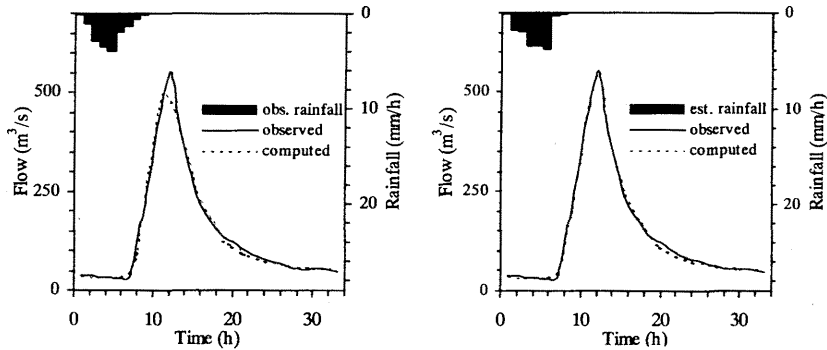 0
500
250
0
Flow (m³/s)
0
10
20
Rainfall (mm/h)
obs. rainfall
observed
computed
0
10
20
30
Time (h)
500
250
0
Flow (m³/s)
0
10
20
Rainfall (mm/h)
est. rainfall
observed
computed
0
10
20
30
Time (h)